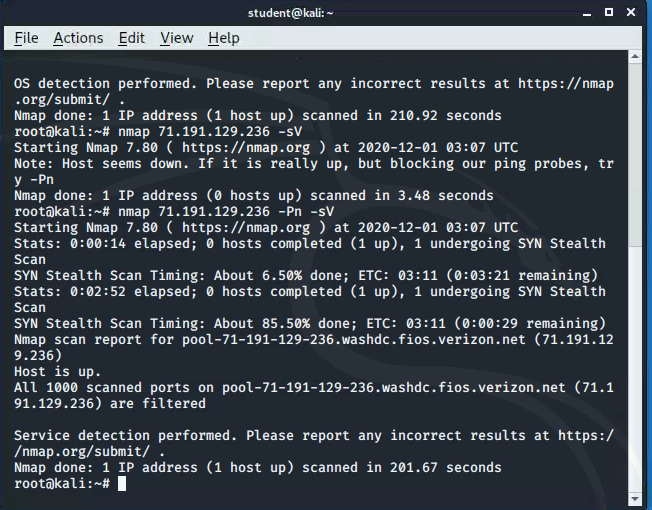 student@kali: ~
File Actions Edit View Help
OS detection performed. Please report any incorrect results at https://nmap
.org/submit/ .
Nmap done: 1 IP address (1 host up) scanned in 210.92 seconds
root@kali:~# nmap 71.191.129.236 -sV
Starting Nmap 7.80 ( https://nmap.org ) at 2020-12-01 03:07 UTC
Note: Host seems down. If it is really up, but blocking our ping probes, tr
y -Pn
Nmap done: 1 IP address (0 hosts up) scanned in 3.48 seconds
root@kali:~# nmap 71.191.129.236 -Pn -sV
Starting Nmap 7.80 ( https://nmap.org ) at 2020-12-01 03:07 UTC
Stats: 0:00:14 elapsed; 0 hosts completed (1 up), 1 undergoing SYN Stealth
Scan
SYN Stealth Scan Timing: About 6.50% done; ETC: 03:11 (0:03:21 remaining)
Stats: 0:02:52 elapsed; 0 hosts completed (1 up), 1 undergoing SYN Stealth
Scan
SYN Stealth Scan Timing: About 85.50% done; ETC: 03:11 (0:00:29 remaining)
Nmap scan report for pool-71-191-129-236.washdc.fios.verizon.net (71.191.12
9.236)
Host is up.
All 1000 scanned ports on pool-71-191-129-236.washdc.fios.verizon.net (71.1
91.129.236) are filtered
Service detection performed. Please report any incorrect results at https:/
/nmap.org/submit/ .
Nmap done: 1 IP address (1 host up) scanned in 201.67 seconds
root@kali:~#